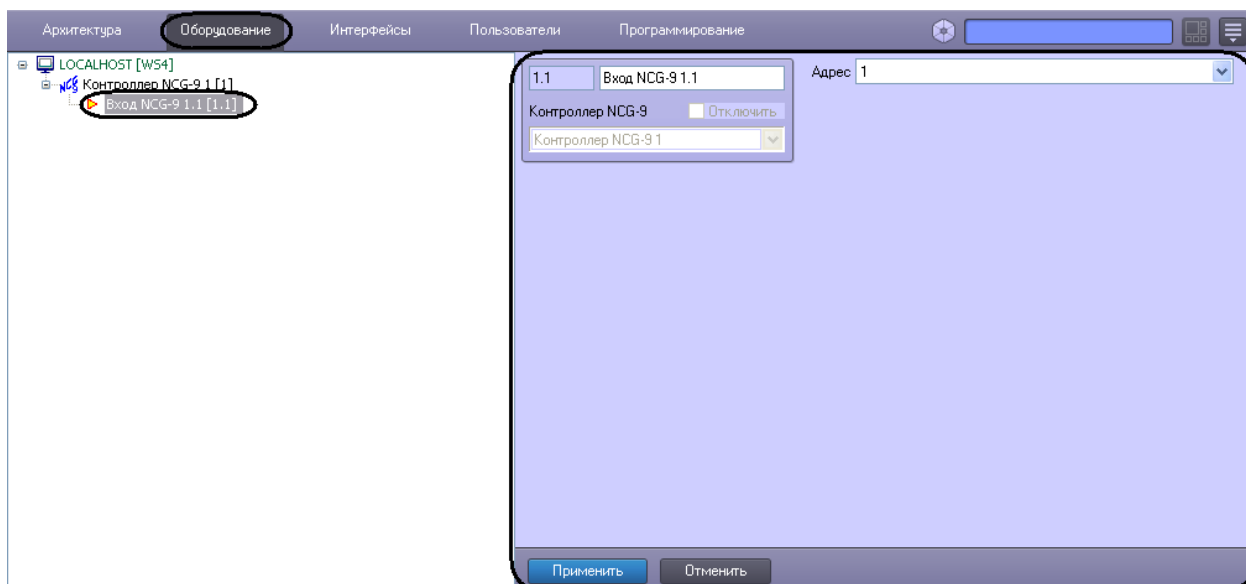 Архитектура Оборудование Интерфейсы Пользователи Программирование
LOCALHOST [WS4]
NCG Контроллер NCG-9 1 [1]
Вход NCG-9 1.1 [1.1]
1.1 Вход NCG-9 1.1
Контроллер NCG-9 Отключить
Контроллер NCG-9 1
Адрес 1
Применить Отменить